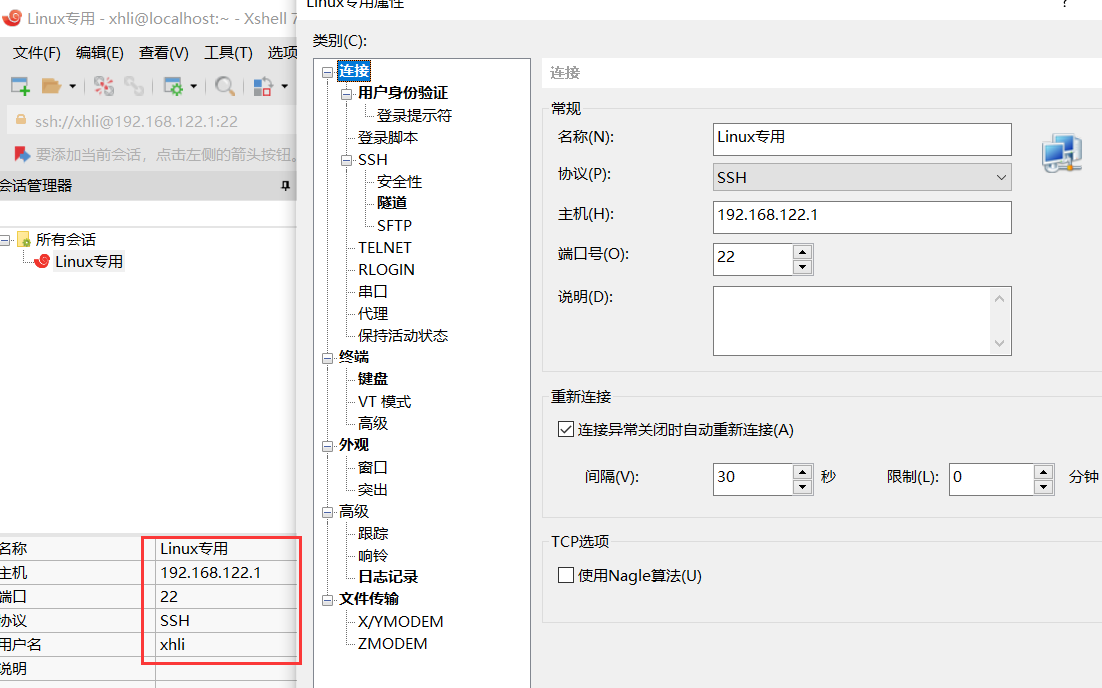 Linux专用 - xhli@localhost:~ - Xshell 7
文件(F) 编辑(E) 查看(V) 工具(T) 选项
ssh://xhli@192.168.122.1:22
要添加当前会话，点击左侧的箭头按钮。
会话管理器
所有会话
Linux专用
名称 Linux专用
主机 192.168.122.1
端口 22
协议 SSH
用户名 xhli
说明
Linux专用属性
?
类别(C):
连接
用户身份验证
登录提示符
登录脚本
SSH
安全性
隧道
SFTP
TELNET
RLOGIN
串口
代理
保持活动状态
终端
键盘
VT 模式
高级
外观
窗口
突出
高级
跟踪
响铃
日志记录
文件传输
X/YMODEM
ZMODEM
连接
常规
名称(N): Linux专用
协议(P): SSH
主机(H): 192.168.122.1
端口号(O): 22
说明(D):
重新连接
连接异常关闭时自动重新连接(A)
间隔(V): 30 秒 限制(L): 0 分钟
TCP选项
使用Nagle算法(U)